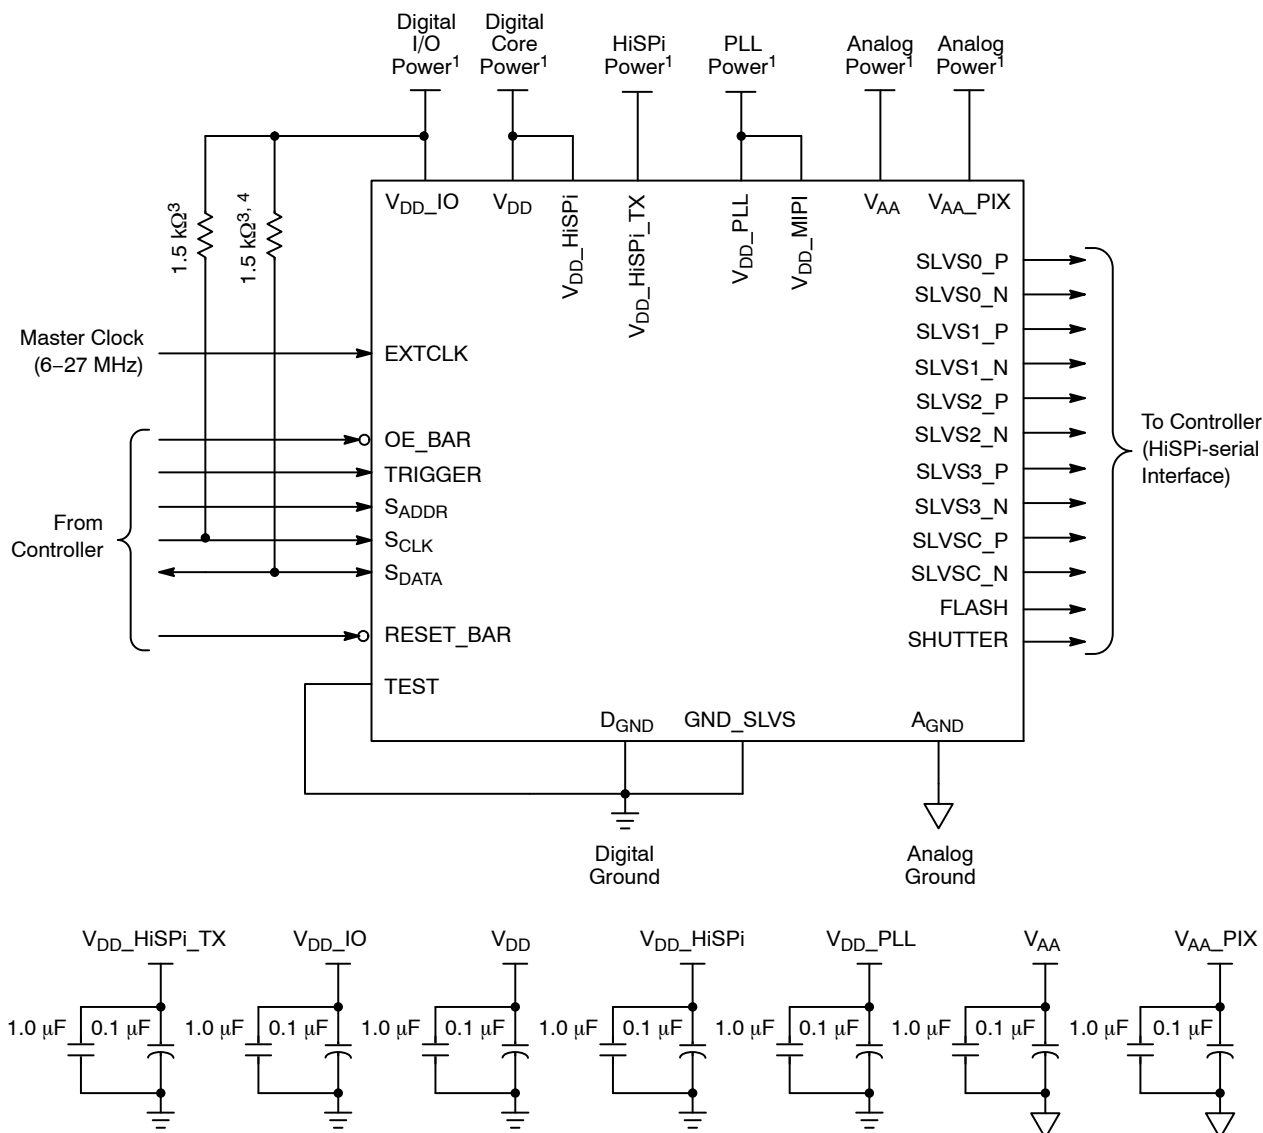 Digital
I/O
Power1
Digital
Core
Power1
HiSPi
Power1
PLL
Power1
Analog
Power1
Analog
Power1
1.5 kΩ3
1.5 kΩ3, 4
VDD_IO
VDD
VDD_HiSPi
VDD_HiSPi_TX
VDD_PLL
VDD_MIPI
VAA
VAA_PIX
Master Clock
(6–27 MHz)
EXTCLK
From
Controller
OE_BAR
TRIGGER
SADDR
SCLK
SDATA
RESET_BAR
TEST
SLVS0_P
SLVS0_N
SLVS1_P
SLVS1_N
SLVS2_P
SLVS2_N
SLVS3_P
SLVS3_N
SLVSC_P
SLVSC_N
FLASH
SHUTTER
To Controller
(HiSPi-serial
Interface)
DGND
GND_SLVS
AGND
Digital
Ground
Analog
Ground
VDD_HiSPi_TX
VDD_IO
VDD
VDD_HiSPi
VDD_PLL
VAA
VAA_PIX
1.0 μF
0.1 μF
1.0 μF
0.1 μF
1.0 μF
0.1 μF
1.0 μF
0.1 μF
1.0 μF
0.1 μF
1.0 μF
0.1 μF
1.0 μF
0.1 μF